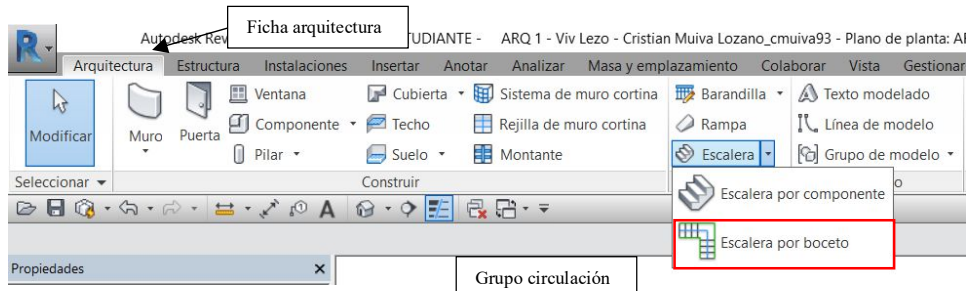 Ficha arquitectura
Autodesk Rev TUDIANTE - ARQ 1 - Viv Lezo - Cristian Muiva Lozano_cmuiva93 - Plano de planta: AR
Arquitectura Estructura Instalaciones Insertar Anotar Analizar Masa y emplazamiento Colaborar Vista Gestionar
Ventana Cubierta Sistema de muro cortina Barandilla Texto modelado
Modificar Muro Puerta Componente Techo Rejilla de muro cortina Rampa Línea de modelo
Pilar Suelo Montante Escalera Grupo de modelo
Seleccionar Construir o
Escalera por componente
Escalera por boceto
Propiedades
Grupo circulación